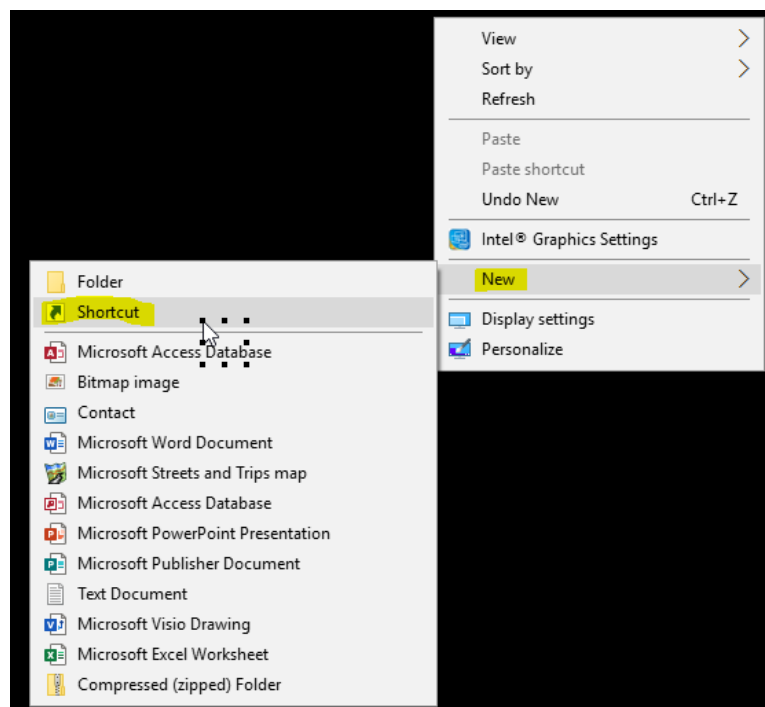 View
Sort by
Refresh
Paste
Paste shortcut
Undo New Ctrl+Z
Intel® Graphics Settings
New
Display settings
Personalize
Folder
Shortcut
Microsoft Access Database
Bitmap image
Contact
Microsoft Word Document
Microsoft Streets and Trips map
Microsoft Access Database
Microsoft PowerPoint Presentation
Microsoft Publisher Document
Text Document
Microsoft Visio Drawing
Microsoft Excel Worksheet
Compressed (zipped) Folder